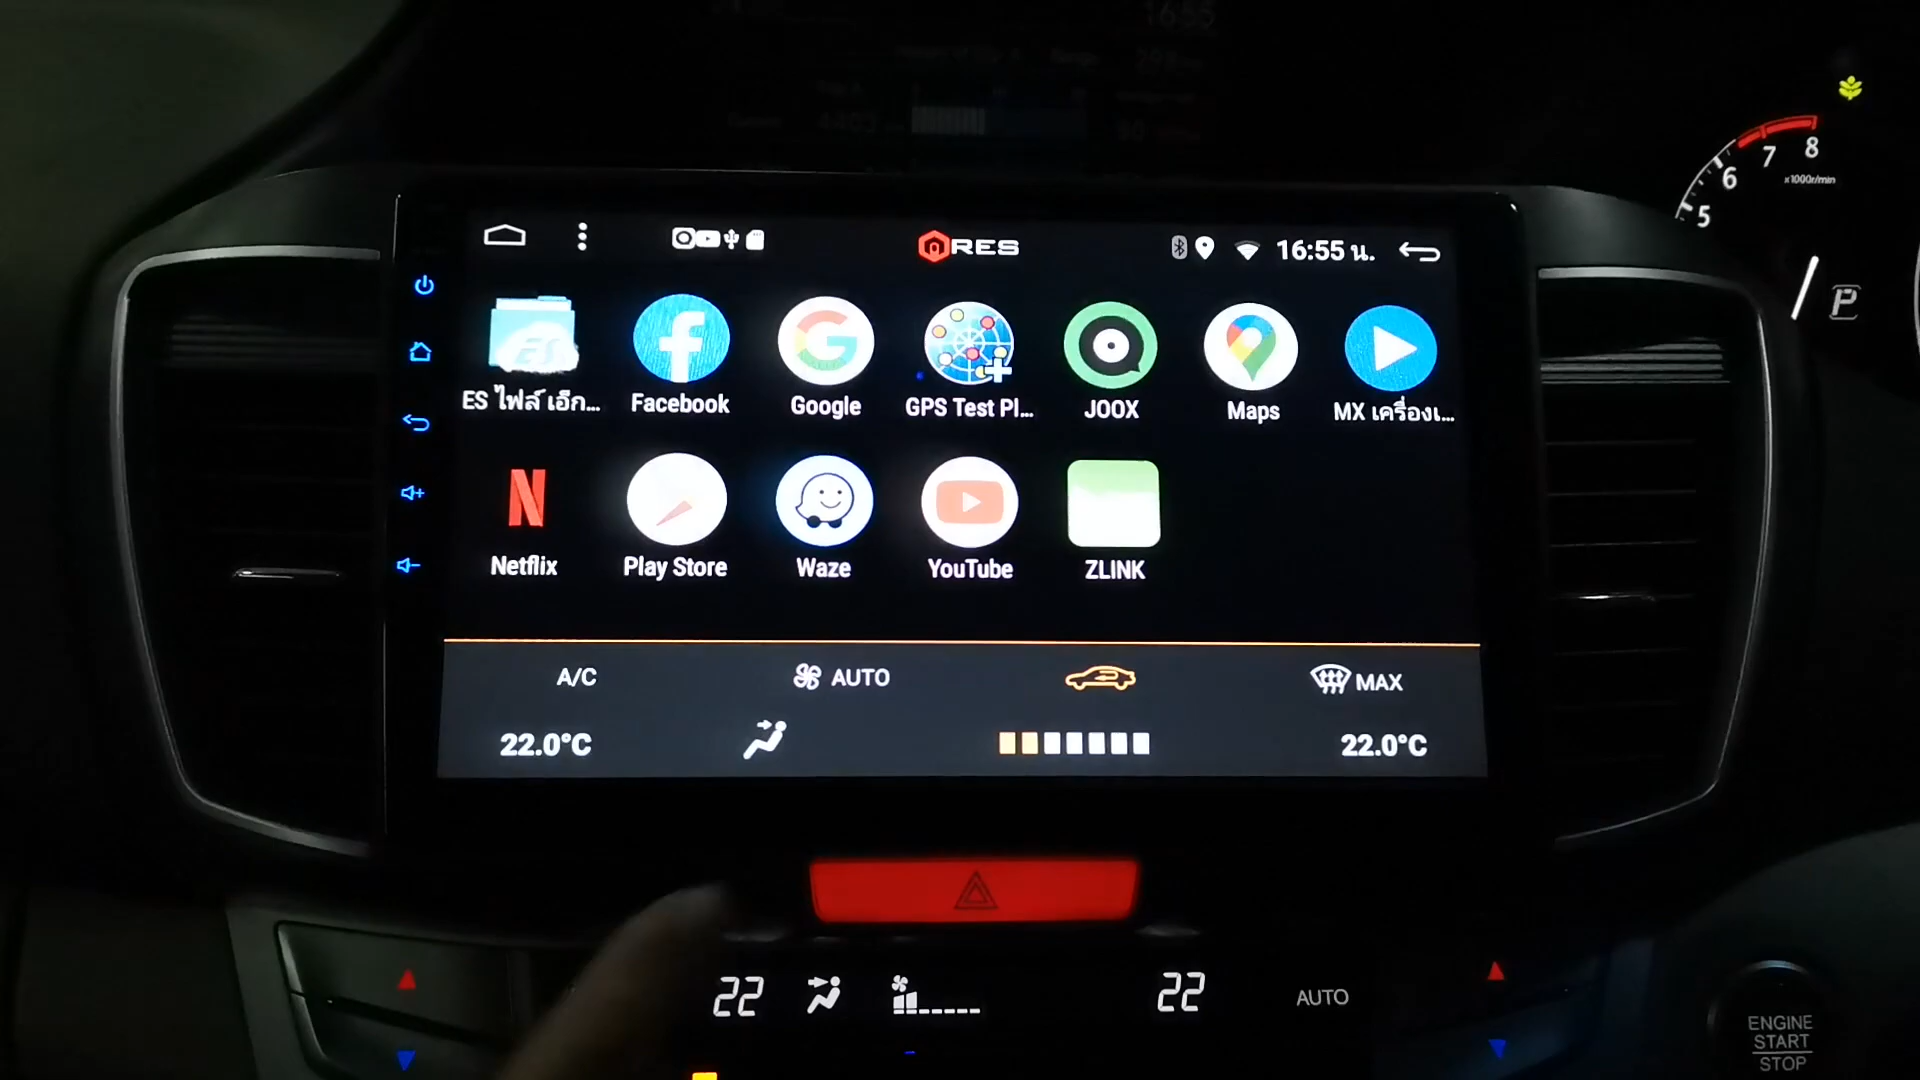 16:55
RES
16:55 น.
8
7
6
5
x1000r/min
P
ES ไฟล์ เอ็ก...
Facebook
Google
GPS Test Pl...
JOOX
Maps
MX เครื่องเ...
Netflix
Play Store
Waze
YouTube
ZLINK
A/C
AUTO
MAX
22.0°C
22.0°C
22
22
AUTO
ENGINE
START
STOP